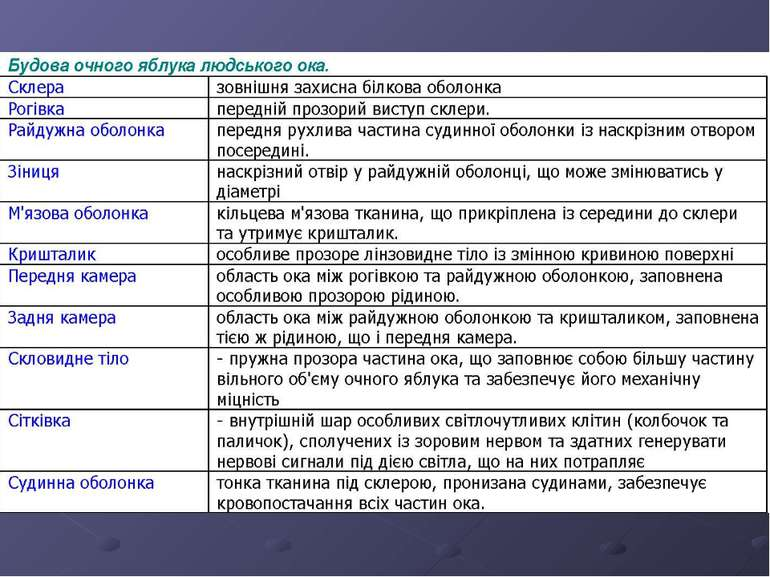 Будова очного яблука людського ока.
Склера зовнішня захисна білкова оболонка
Рогівка передній прозорий виступ склери.
Райдужна оболонка передня рухлива частина судинної оболонки із наскрізним отвором
посередині.
Зіниця наскрізний отвір у райдужній оболонці, що може змінюватись у
діаметрі
М'язова оболонка кільцева м'язова тканина, що прикріплена із середини до склери
та утримує кришталик.
Кришталик особливе прозоре лінзовидне тіло із змінною кривиною поверхні
Передня камера область ока між рогівкою та райдужною оболонкою, заповнена
особливою прозорою рідиною.
Задня камера область ока між райдужною оболонкою та кришталиком, заповнена
тією ж рідиною, що і передня камера.
Скловидне тіло - пружна прозора частина ока, що заповнює собою більшу частину
вільного об'єму очного яблука та забезпечує його механічну
міцність
Сітківка - внутрішній шар особливих світлочутливих клітин (колбочок та
паличок), сполучених із зоровим нервом та здатних генерувати
нервові сигнали під дією світла, що на них потрапляє
Судинна оболонка тонка тканина під склерою, пронизана судинами, забезпечує
кровопостачання всіх частин ока.